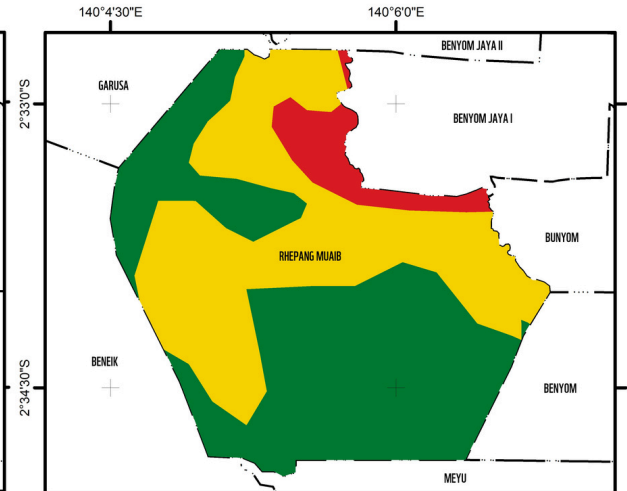 140°4'30"E
140°6'0"E
BENYOM JAYA II
GARUSA
2°33'0"S
BENYOM JAYA I
BUNYOM
RHEPANG MUAIB
BENEIK
2°34'30"S
BENYOM
MEYU